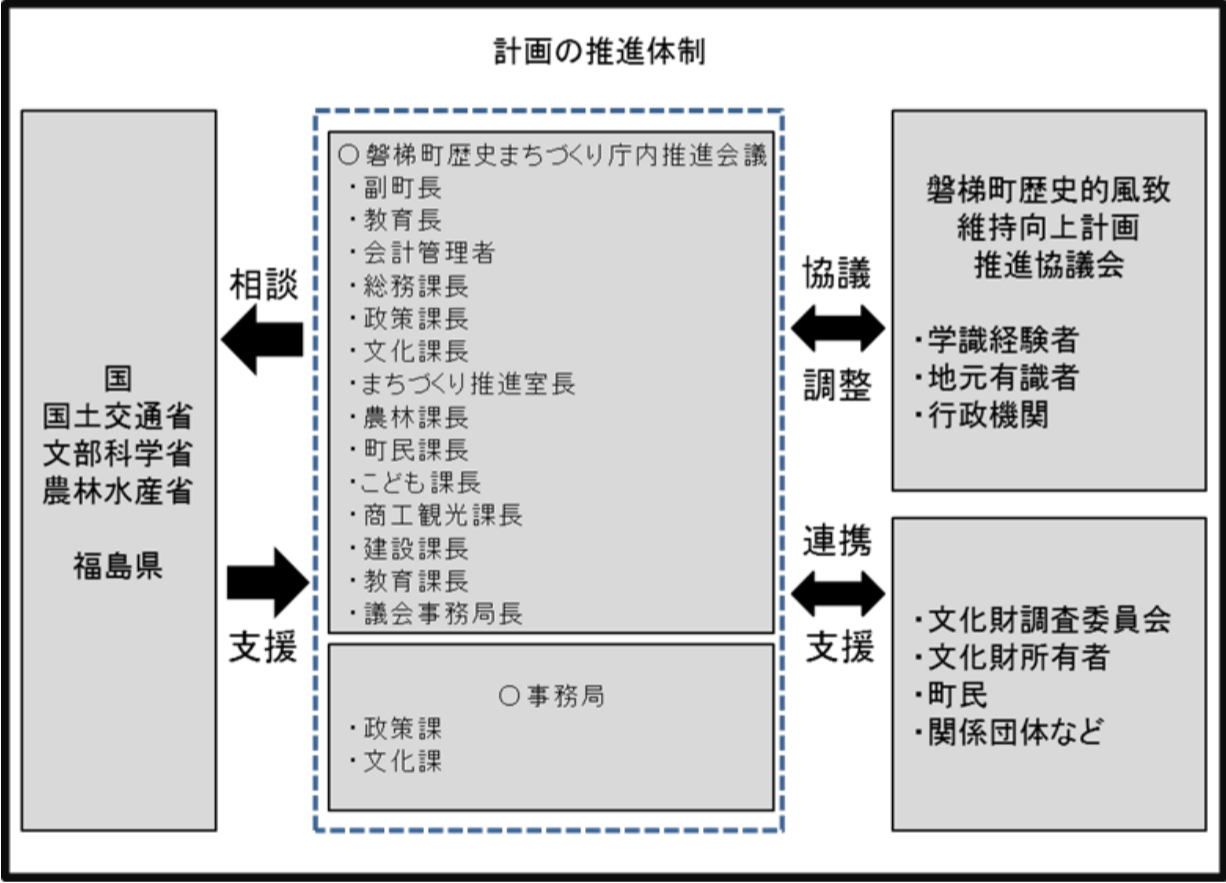 計画の推進体制
国
国土交通省
文部科学省
農林水産省
福島県
相談
支援
○磐梯町歴史まちづくり庁内推進会議
・副町長
・教育長
・会計管理者
・総務課長
・政策課長
・文化課長
・まちづくり推進室長
・農林課長
・町民課長
・こども課長
・商工観光課長
・建設課長
・教育課長
・議会事務局長
○事務局
・政策課
・文化課
協議
調整
連携
支援
磐梯町歴史的風致
維持向上計画
推進協議会
・学識経験者
・地元有識者
・行政機関
・文化財調査委員会
・文化財所有者
・町民
・関係団体など